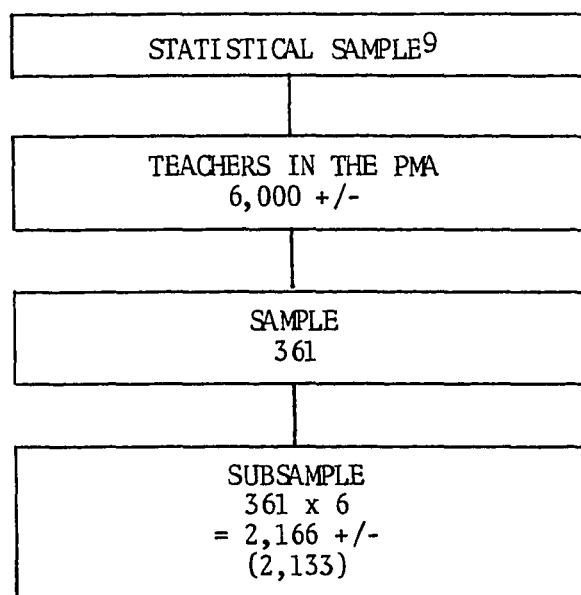 STATISTICAL SAMPLE9
TEACHERS IN THE PMA
6,000 +/-
SAMPLE
361
SUBSAMPLE
361 x 6
= 2,166 +/-
(2,133)